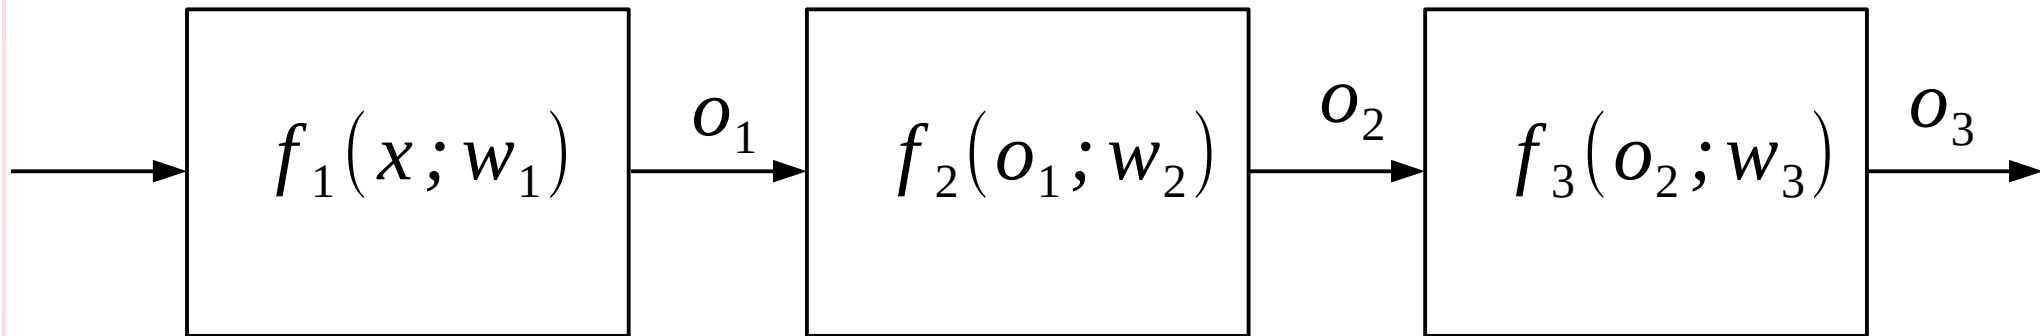 f₁(x;w₁) o₁ f₂(o₁;w₂) o₂ f₃(o₂;w₃) o₃